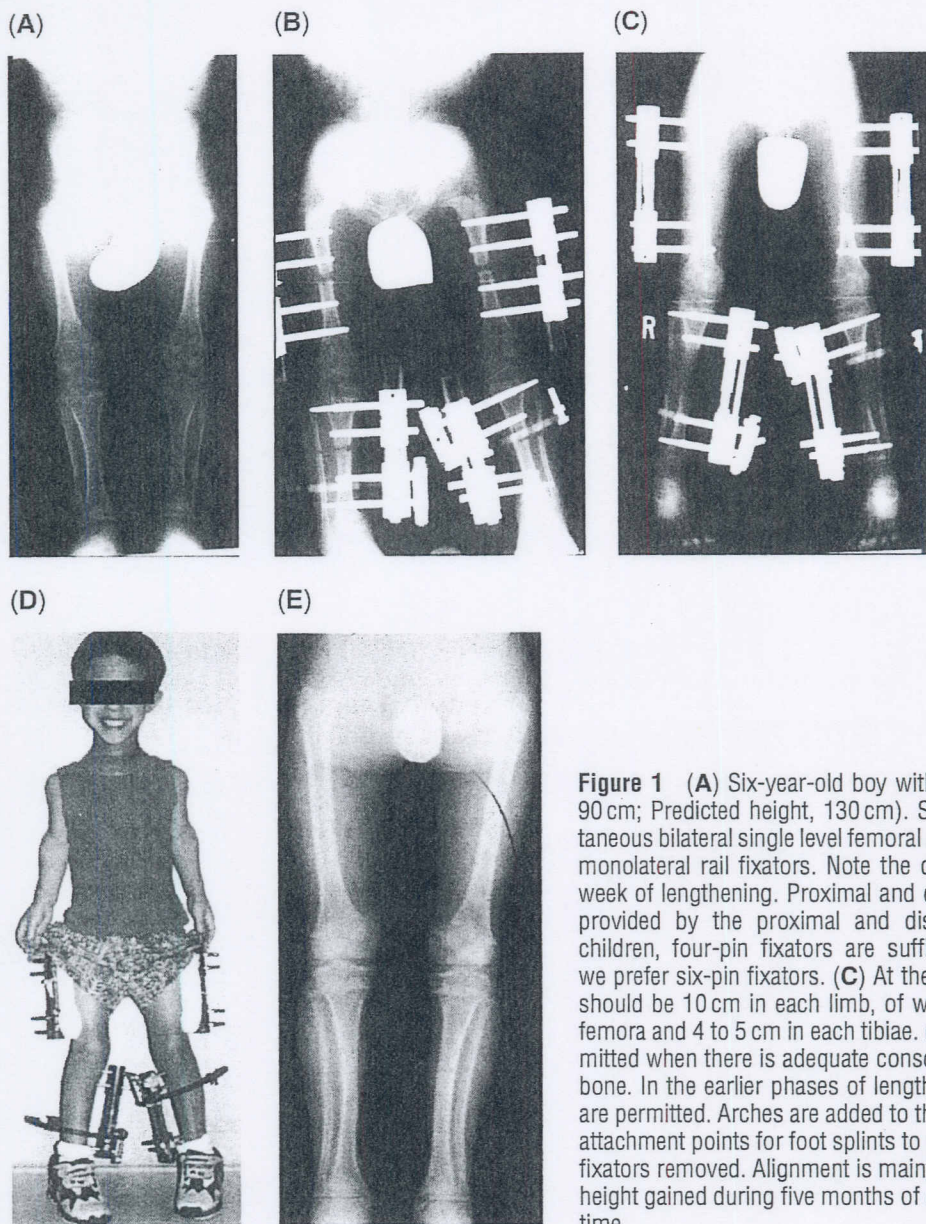 (A)
(B)
(C)
R
(D)
(E)
Figure 1 (A) Six-year-old boy with
90 cm; Predicted height, 130 cm). S
taneous bilateral single level femoral
monolateral rail fixators. Note the c
week of lengthening. Proximal and
provided by the proximal and dis
children, four-pin fixators are suff
we prefer six-pin fixators. (C) At the
should be 10 cm in each limb, of w
femora and 4 to 5 cm in each tibiae.
mitted when there is adequate conse
bone. In the earlier phases of length
are permitted. Arches are added to th
attachment points for foot splints to
fixators removed. Alignment is main
height gained during five months of
time